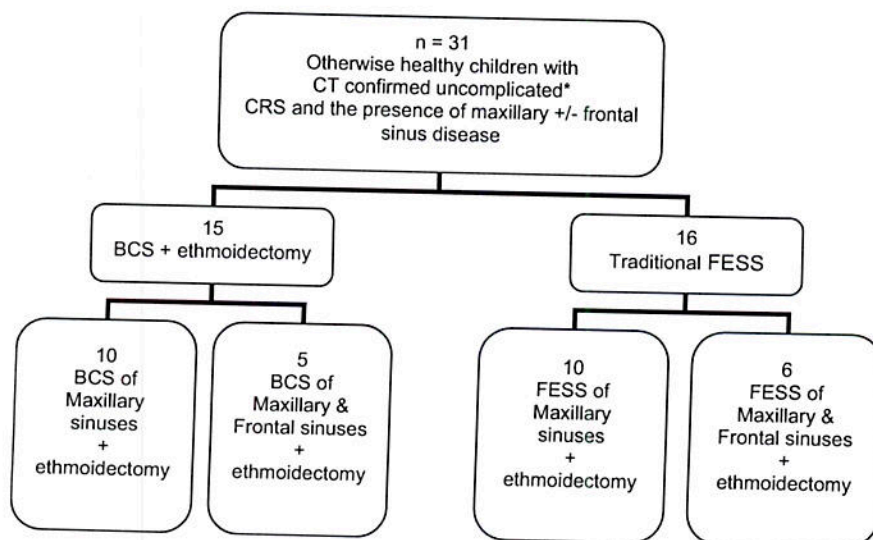 n = 31
Otherwise healthy children with
CT confirmed uncomplicated*
CRS and the presence of maxillary +/- frontal
sinus disease
15
BCS + ethmoidectomy
16
Traditional FESS
10
BCS of
Maxillary
sinuses
+
ethmoidectomy
5
BCS of
Maxillary &
Frontal sinuses
+
ethmoidectomy
10
FESS of
Maxillary
sinuses
+
ethmoidectomy
6
FESS of
Maxillary &
Frontal sinuses
+
ethmoidectomy